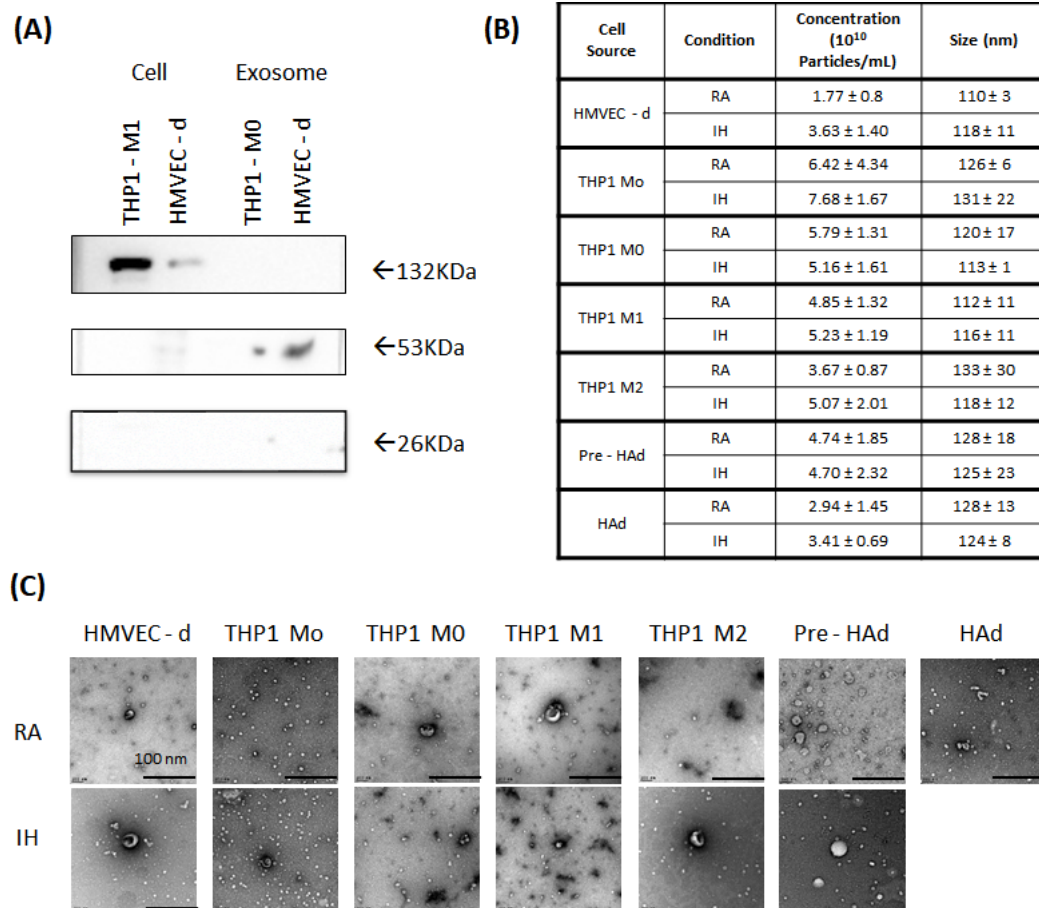 (A)
Cell Exosome
THP1 - M1
HMVEC - d
THP1 - M0
HMVEC - d
←132KDa
←53KDa
←26KDa
(B)
Cell Source Condition Concentration (10¹⁰ Particles/mL) Size (nm)
HMVEC - d RA 1.77 ± 0.8 110 ± 3
IH 3.63 ± 1.40 118 ± 11
THP1 Mo RA 6.42 ± 4.34 126 ± 6
IH 7.68 ± 1.67 131 ± 22
THP1 M0 RA 5.79 ± 1.31 120 ± 17
IH 5.16 ± 1.61 113 ± 1
THP1 M1 RA 4.85 ± 1.32 112 ± 11
IH 5.23 ± 1.19 116 ± 11
THP1 M2 RA 3.67 ± 0.87 133 ± 30
IH 5.07 ± 2.01 118 ± 12
Pre - HAd RA 4.74 ± 1.85 128 ± 18
IH 4.70 ± 2.32 125 ± 23
HAd RA 2.94 ± 1.45 128 ± 13
IH 3.41 ± 0.69 124 ± 8
(C)
HMVEC - d THP1 Mo THP1 M0 THP1 M1 THP1 M2 Pre - HAd HAd
RA
100 nm
IH